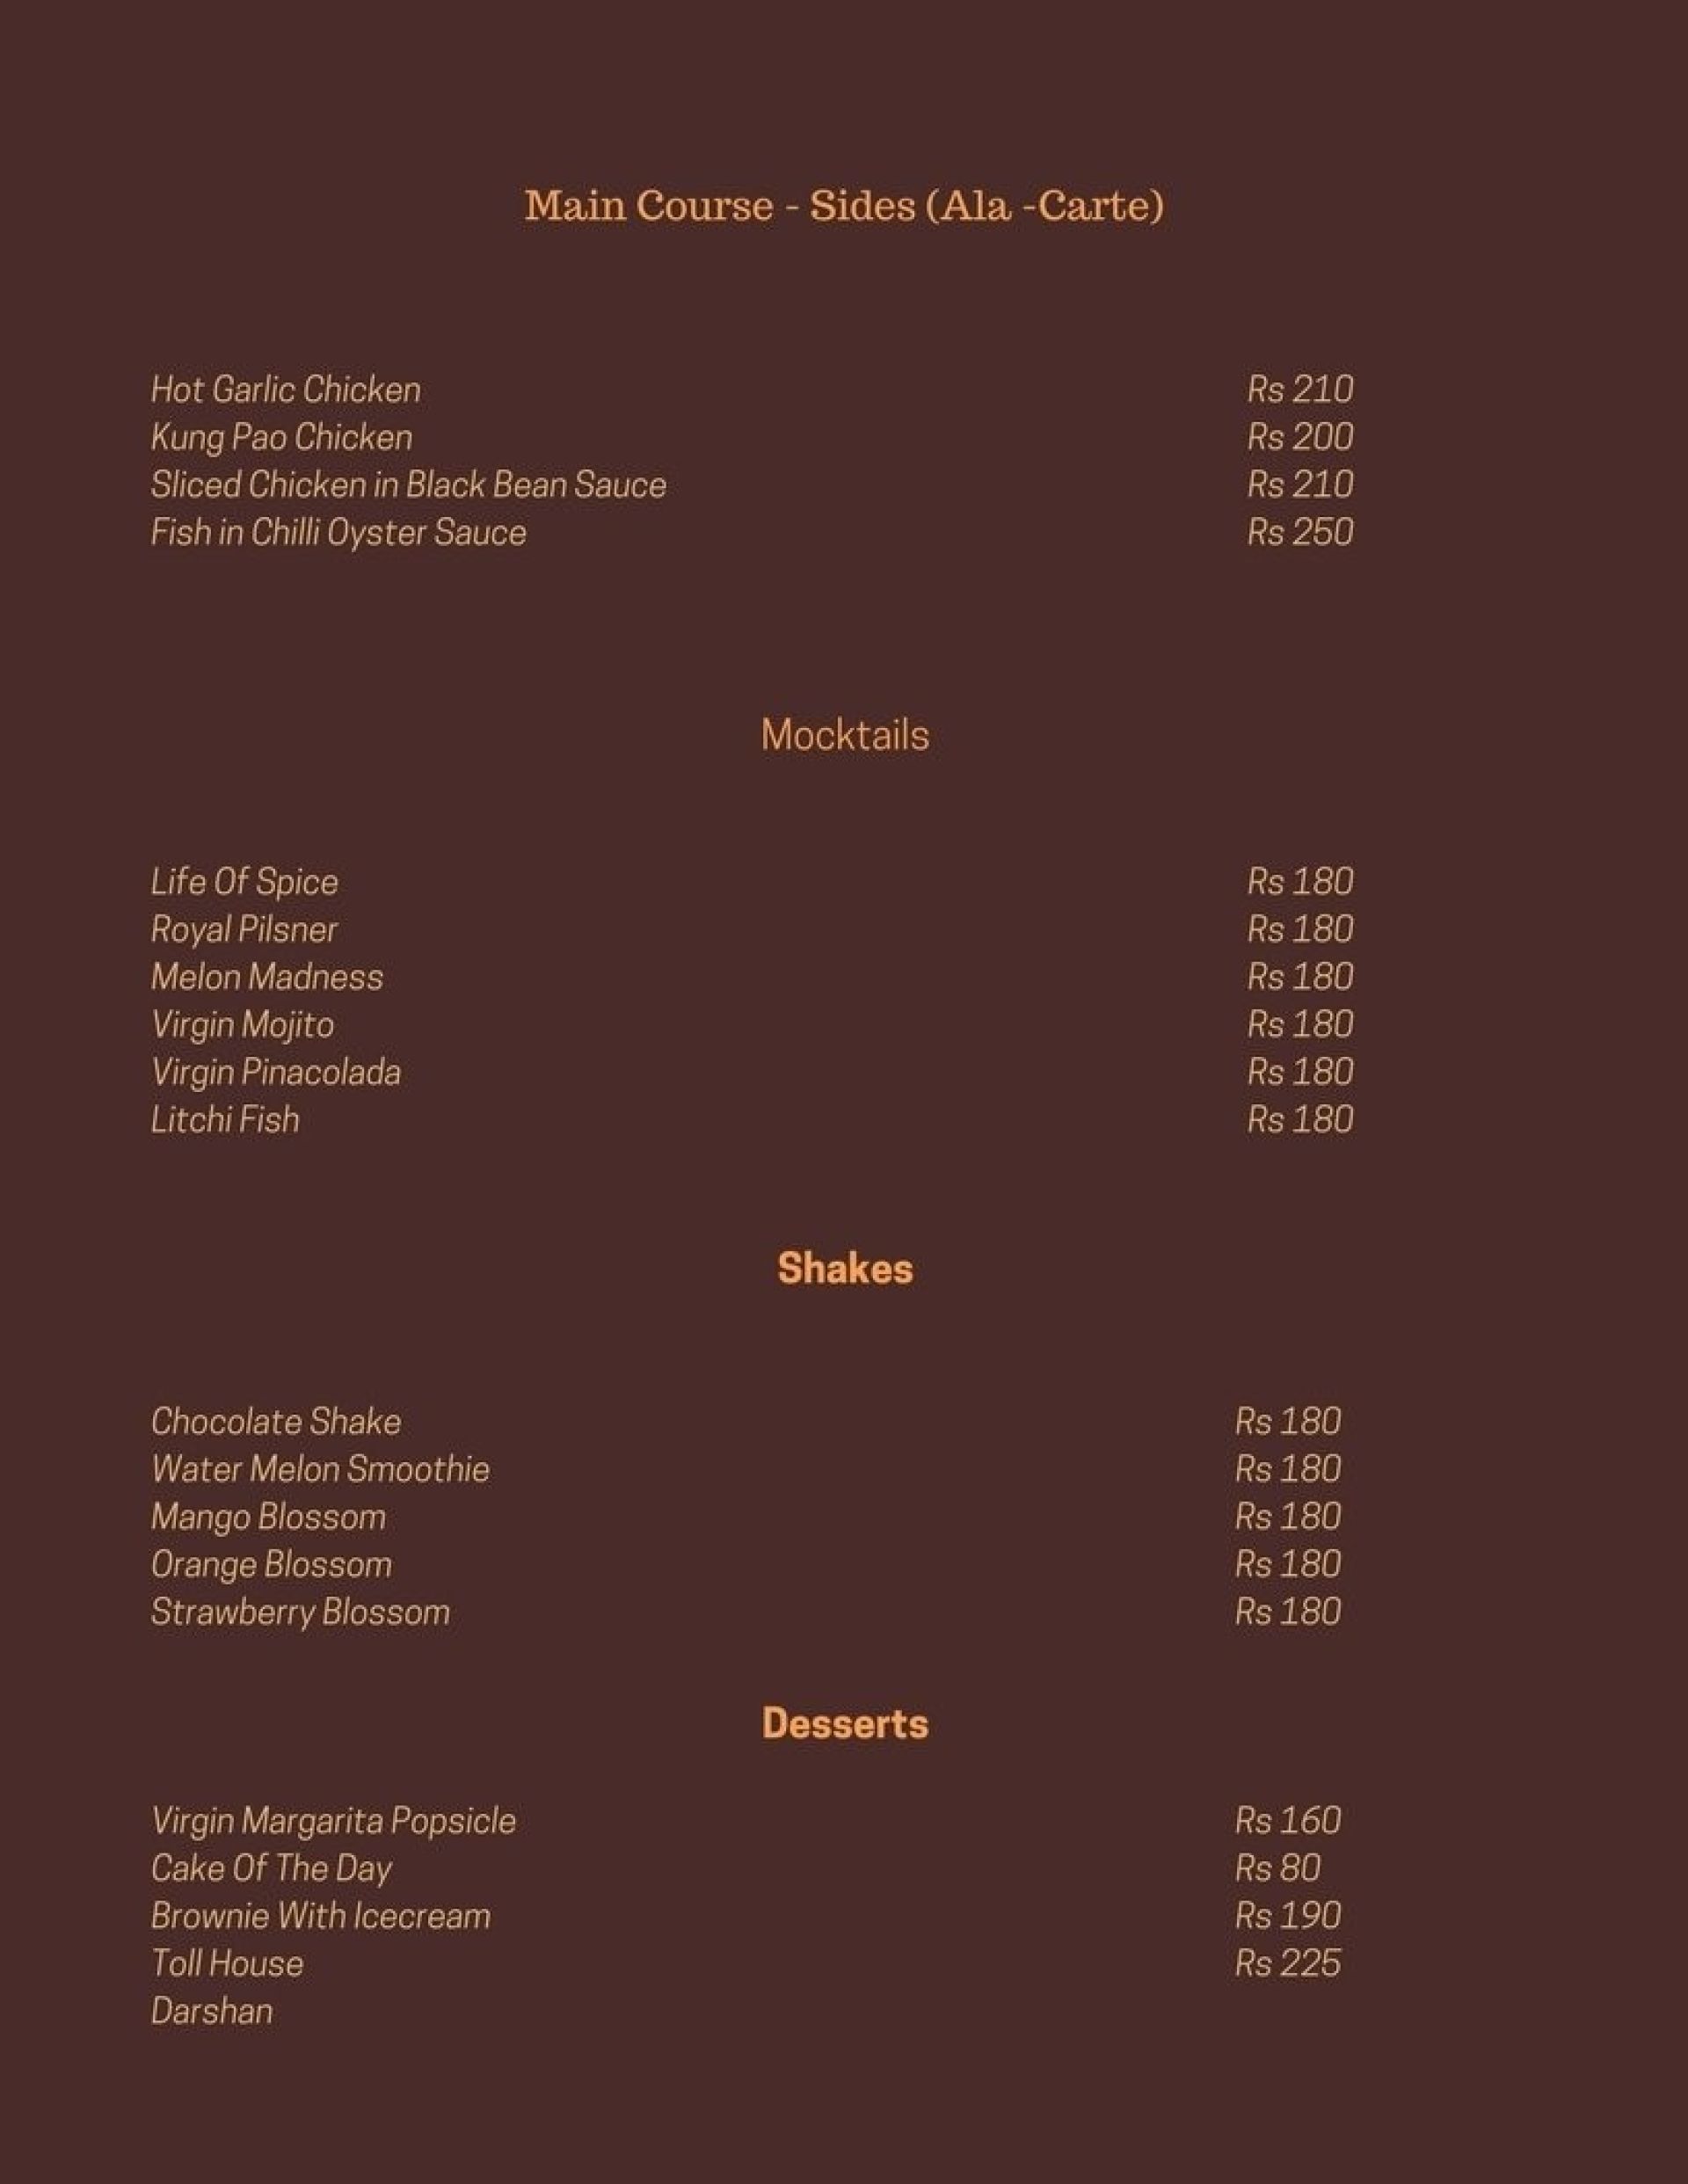 Main Course - Sides (Ala -Carte)
Hot Garlic Chicken Rs 210
Kung Pao Chicken Rs 200
Sliced Chicken in Black Bean Sauce Rs 210
Fish in Chilli Oyster Sauce Rs 250
Mocktails
Life Of Spice Rs 180
Royal Pilsner Rs 180
Melon Madness Rs 180
Virgin Mojito Rs 180
Virgin Pinacolada Rs 180
Litchi Fish Rs 180
Shakes
Chocolate Shake Rs 180
Water Melon Smoothie Rs 180
Mango Blossom Rs 180
Orange Blossom Rs 180
Strawberry Blossom Rs 180
Desserts
Virgin Margarita Popsicle Rs 160
Cake Of The Day Rs 80
Brownie With Icecream Rs 190
Toll House Rs 225
Darshan